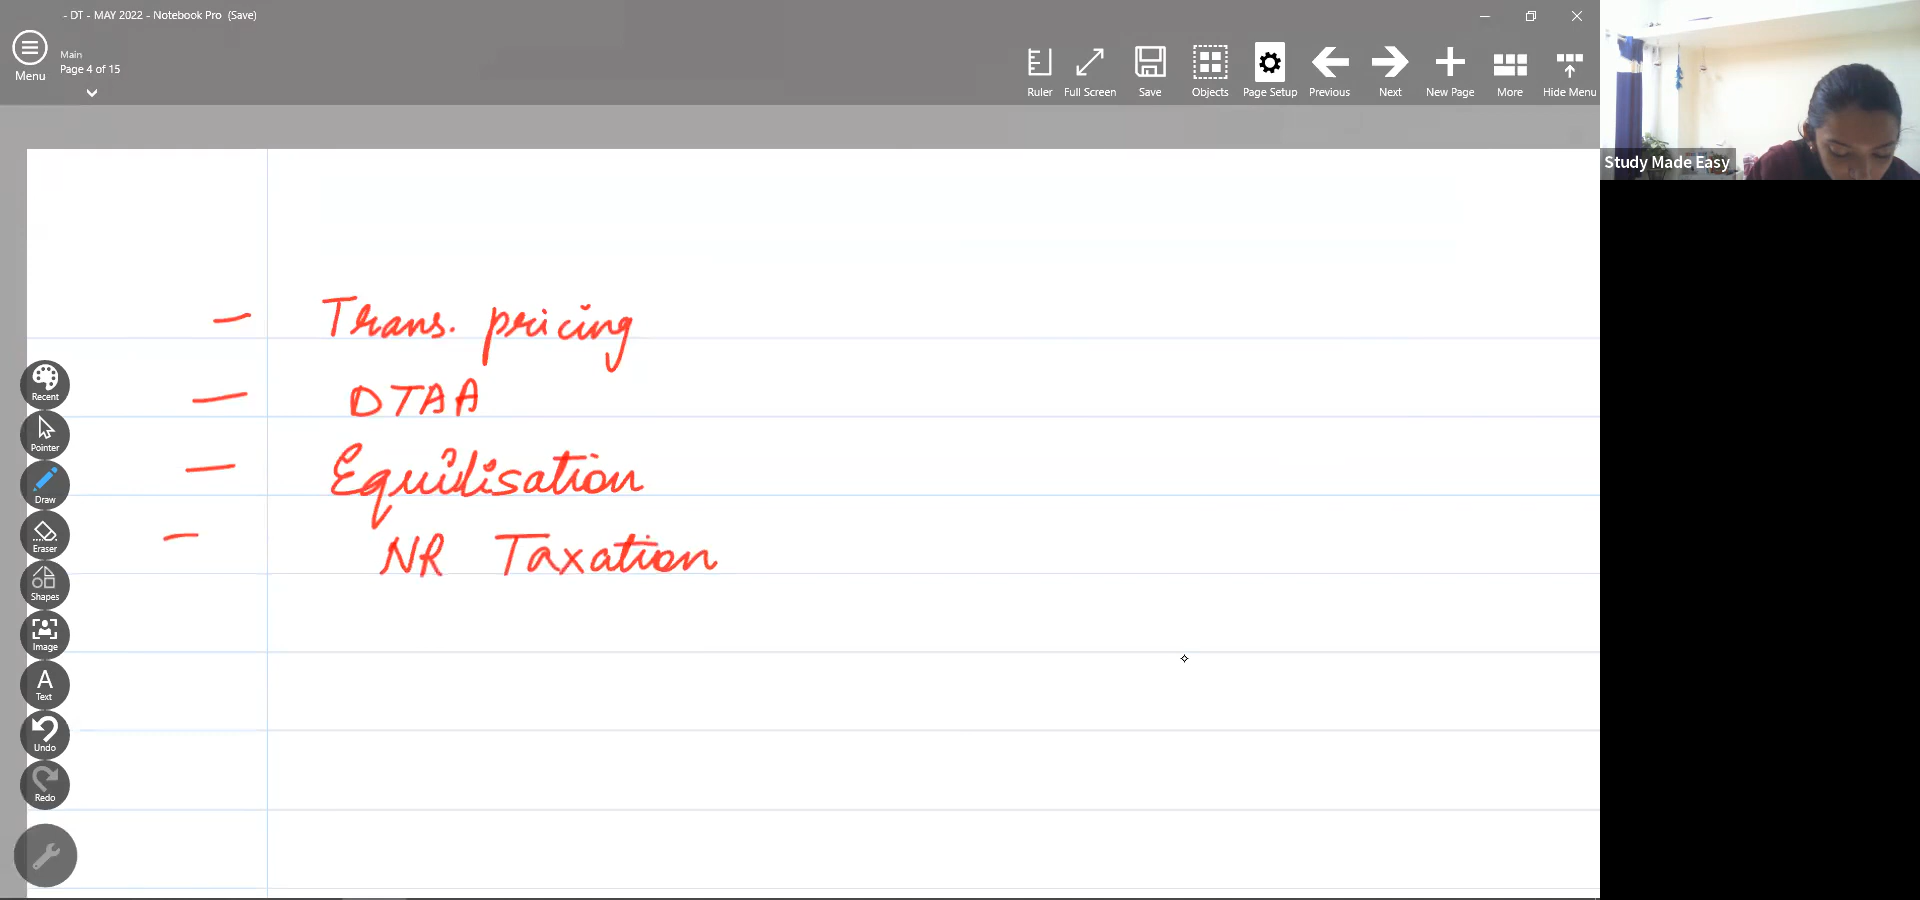 - DT - MAY 2022 - Notebook Pro (Save)
Menu
Main
Page 4 of 15
Ruler
Full Screen
Save
Objects
Page Setup
Previous
Next
New Page
More
Hide Menu
Study Made Easy
- Trans. pricing
- DTAA
- Equilisation
- NR Taxation
Recent
Pointer
Draw
Eraser
Shapes
Image
A
Text
Undo
Redo